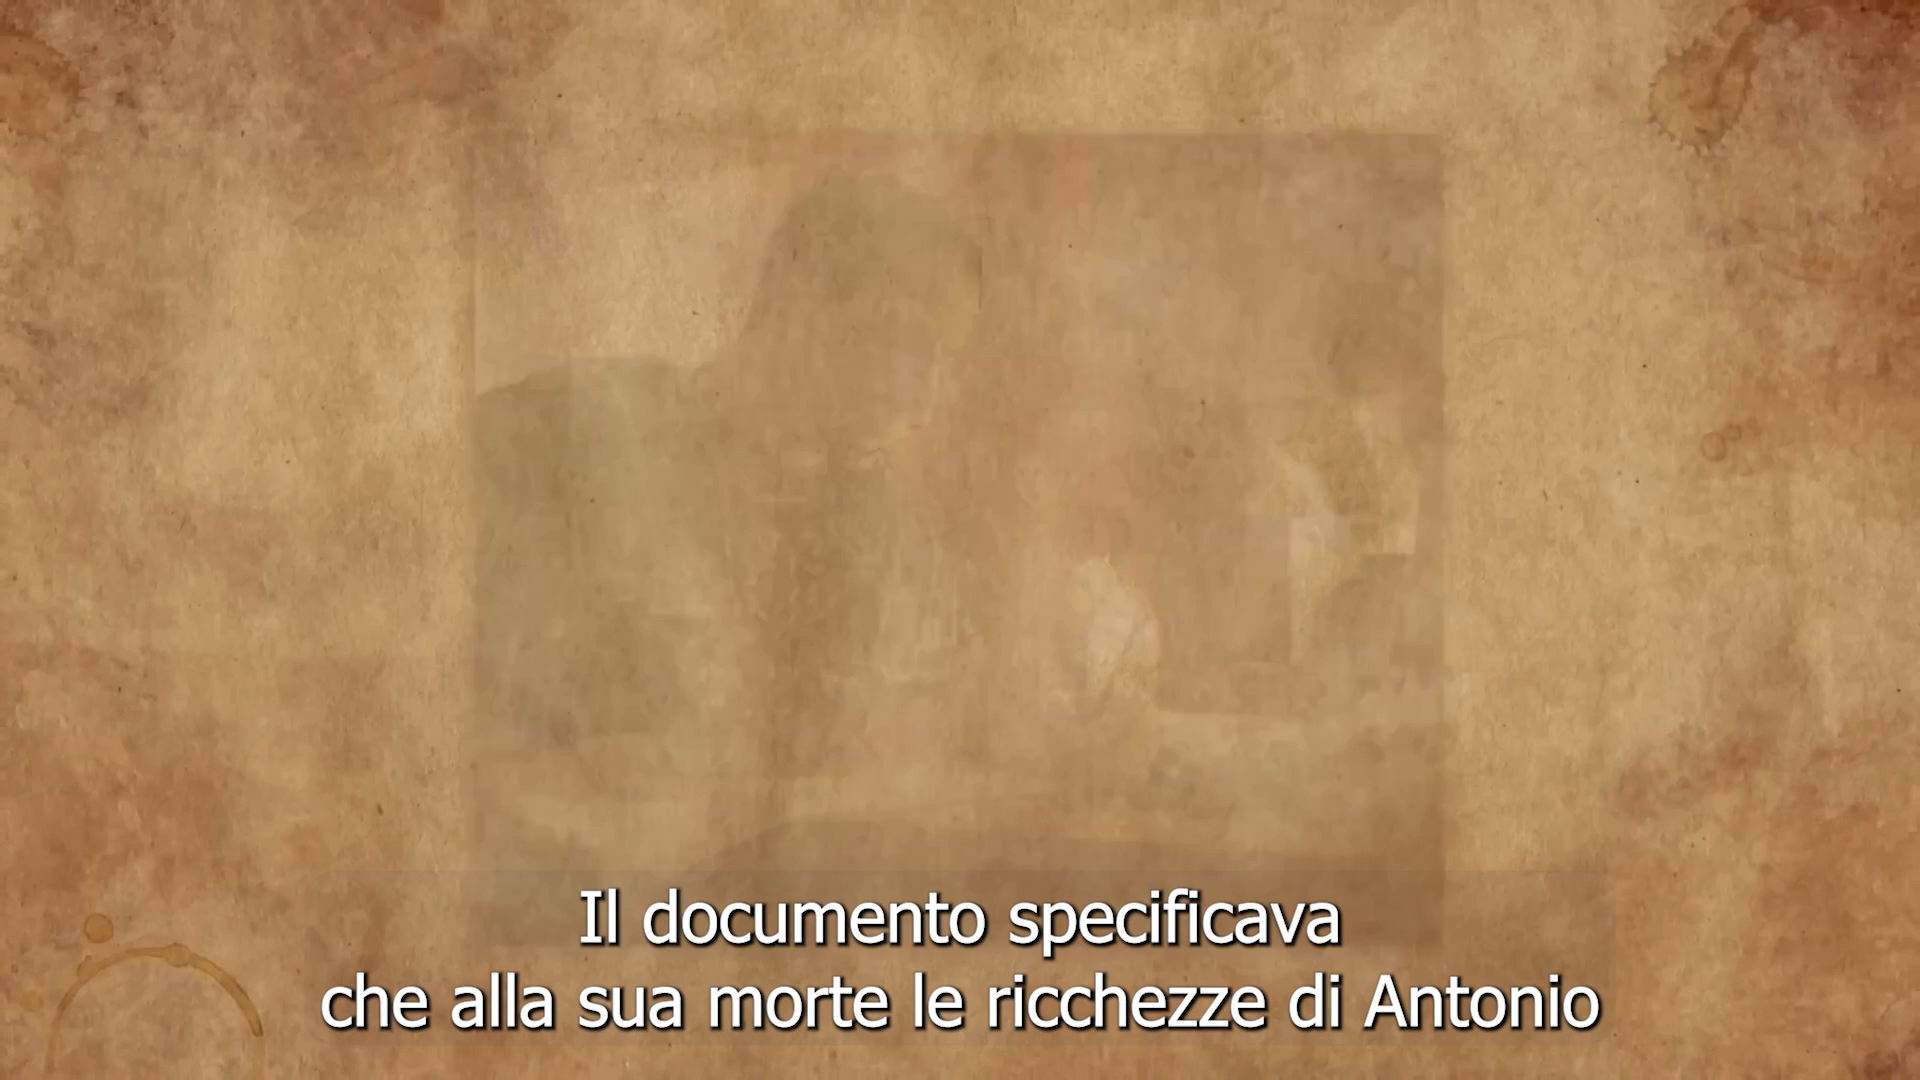 Il documento specificava
che alla sua morte le ricchezze di Antonio